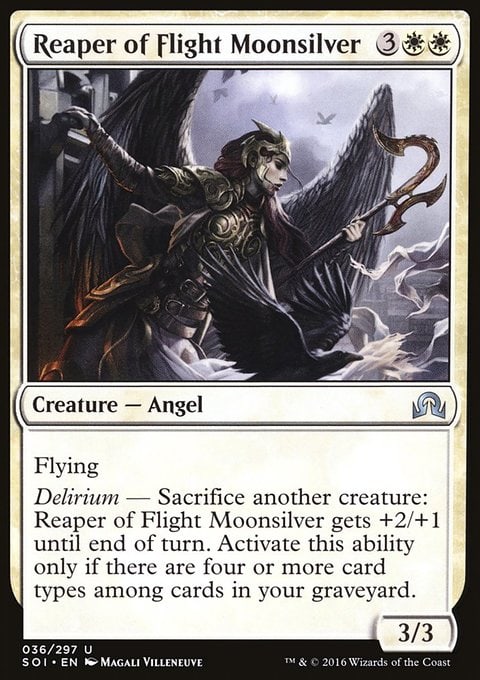 Reaper of Flight Moonsilver 3
Creature — Angel
Flying
Delirium — Sacrifice another creature:
Reaper of Flight Moonsilver gets +2/+1
until end of turn. Activate this ability
only if there are four or more card
types among cards in your graveyard.
3/3
036/297 U
SOI • EN Magali Villeneuve
™ & © 2016 Wizards of the Coast